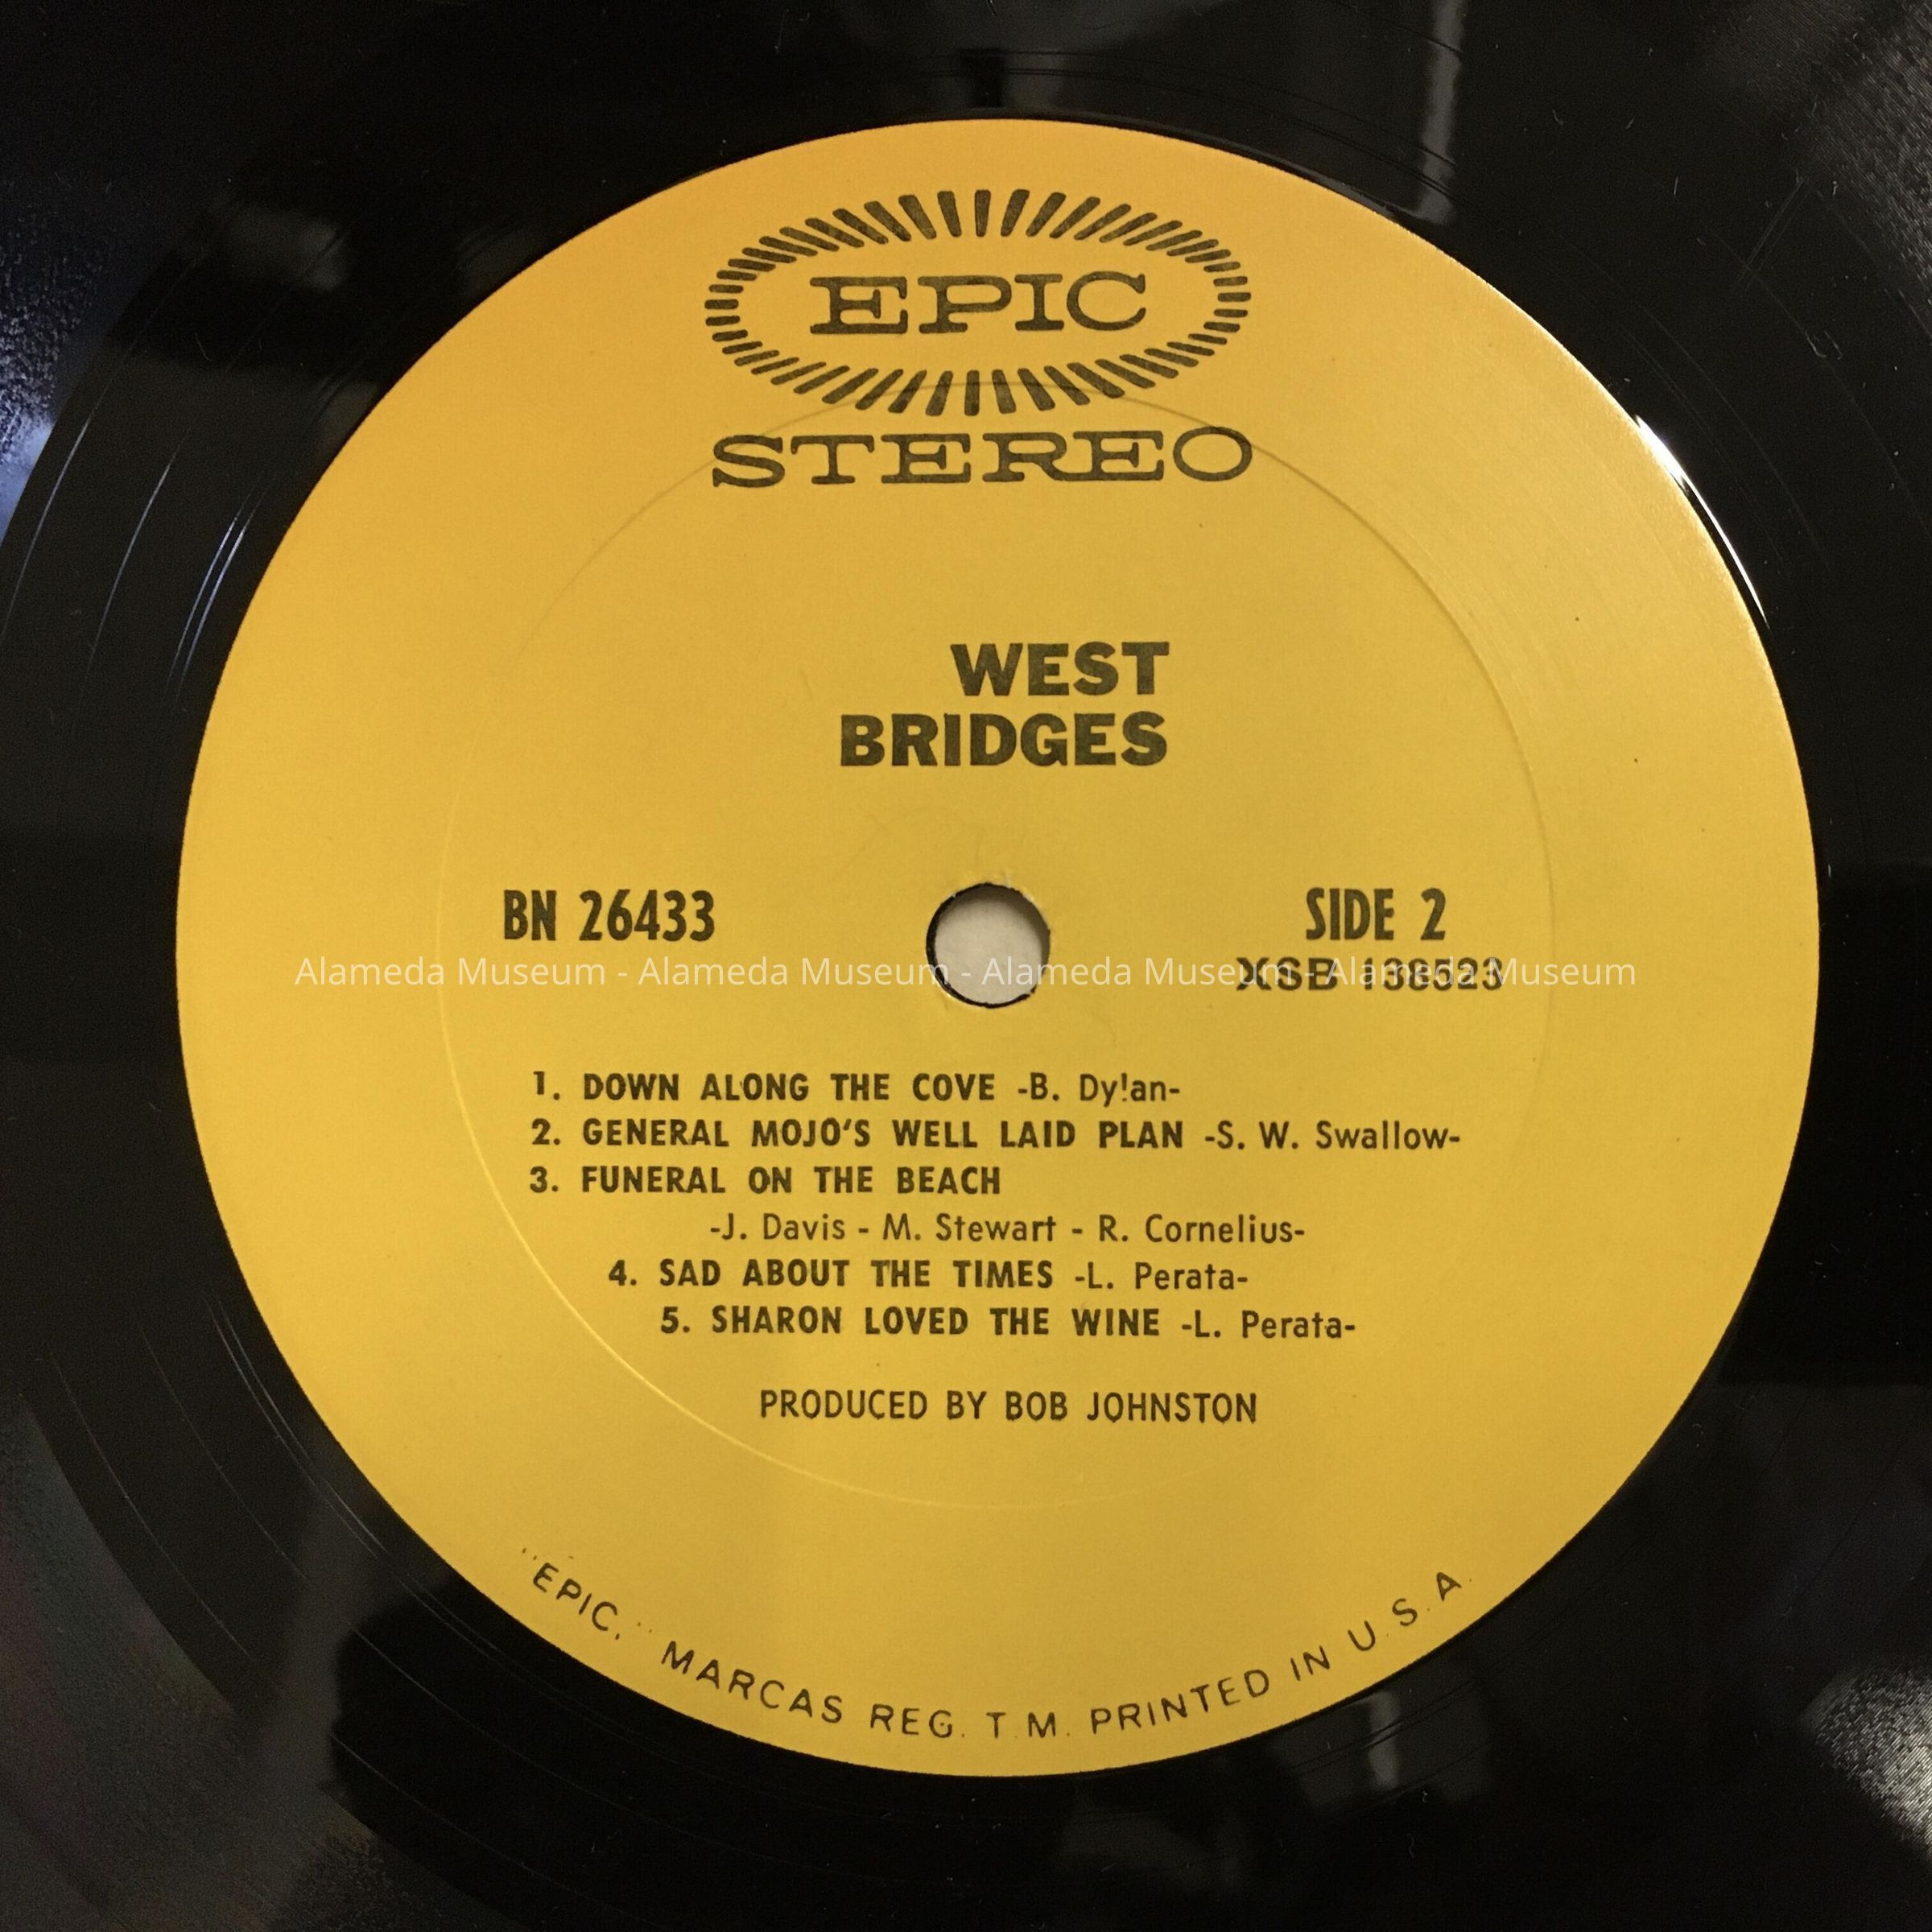 EPIC
STEREO
WEST
BRIDGES
BN 26433
SIDE 2
XSB 139523
Alameda Museum - Alameda Museum - Alameda Museum - Alameda Museum
1. DOWN ALONG THE COVE -B. Dylan-
2. GENERAL MOJO'S WELL LAID PLAN -S. W. Swallow-
3. FUNERAL ON THE BEACH
-J. Davis - M. Stewart - R. Cornelius-
4. SAD ABOUT THE TIMES -L. Perata-
5. SHARON LOVED THE WINE -L. Perata-
PRODUCED BY BOB JOHNSTON
"EPIC," MARCAS REG. T.M. PRINTED IN U.S.A.